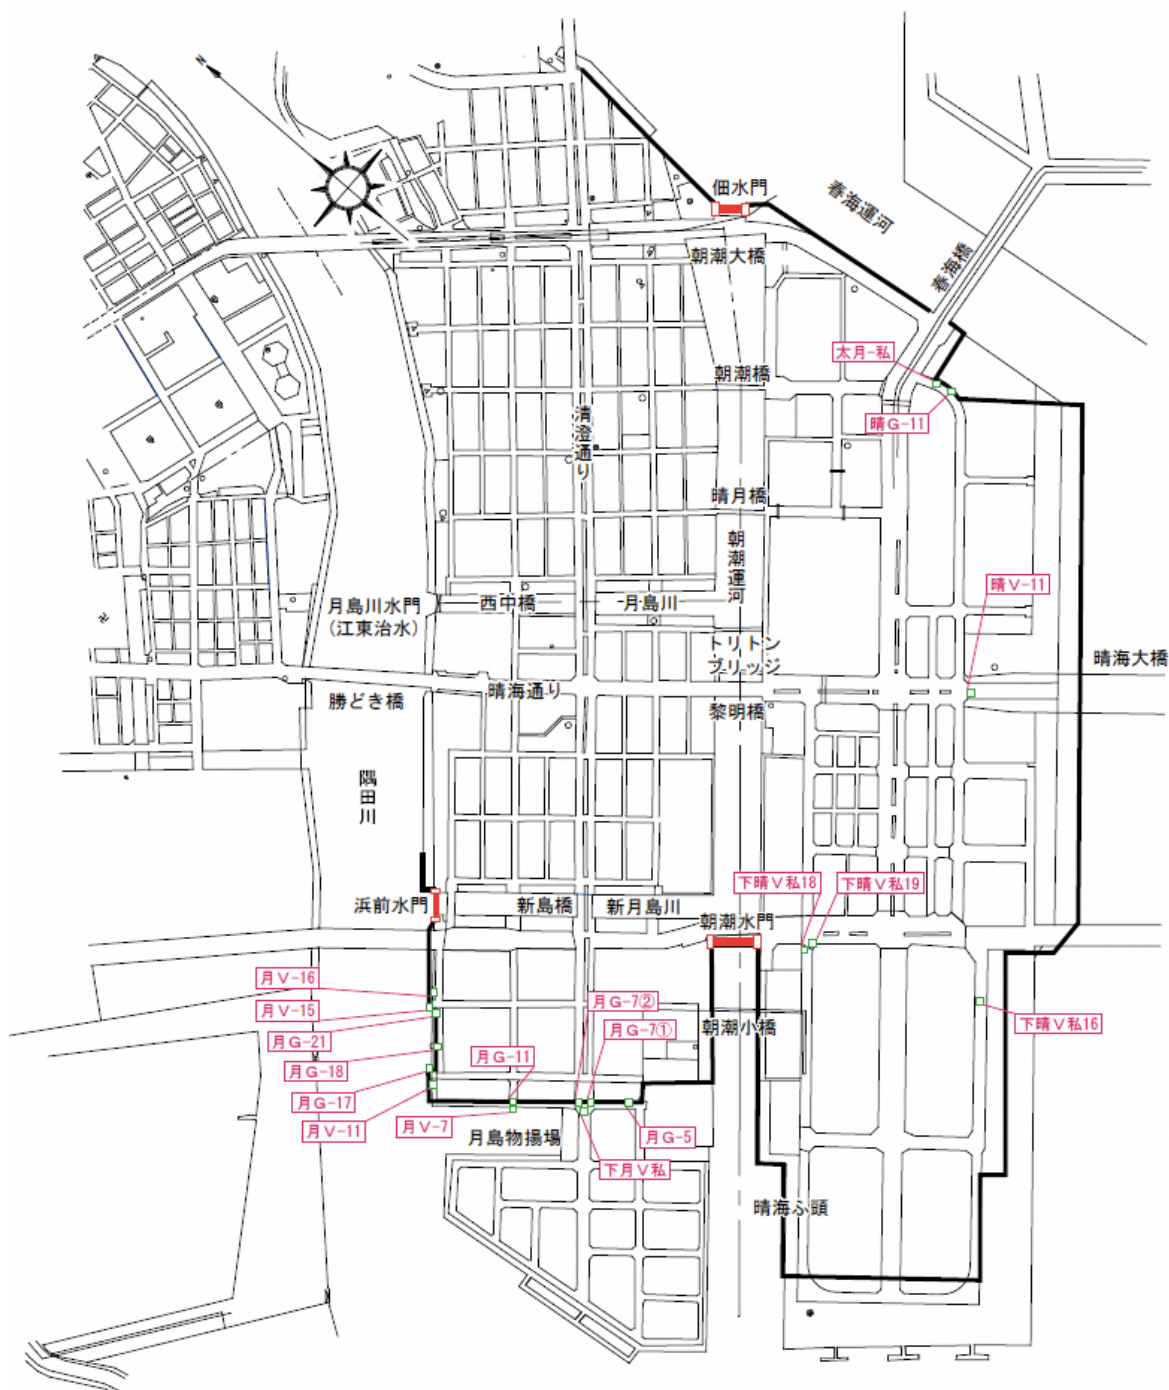 N
佃水門
春海運河
朝潮大橋
春海橋
太月-私
朝潮橋
晴G-11
清澄通り
晴月橋
朝潮運河
晴V-11
月島川水門
(江東治水)
西中橋
月島川
トリトン
ブリッジ
晴海大橋
勝どき橋
晴海通り
黎明橋
隅田川
下晴V私18
下晴V私19
浜前水門
新島橋
新月島川
朝潮水門
月V-16
月G-7②
月V-15
月G-7①
朝潮小橋
下晴V私16
月G-21
月G-11
月G-18
月G-17
月V-11
月V-7
月島物揚場
月G-5
下月V私
晴海ふ頭